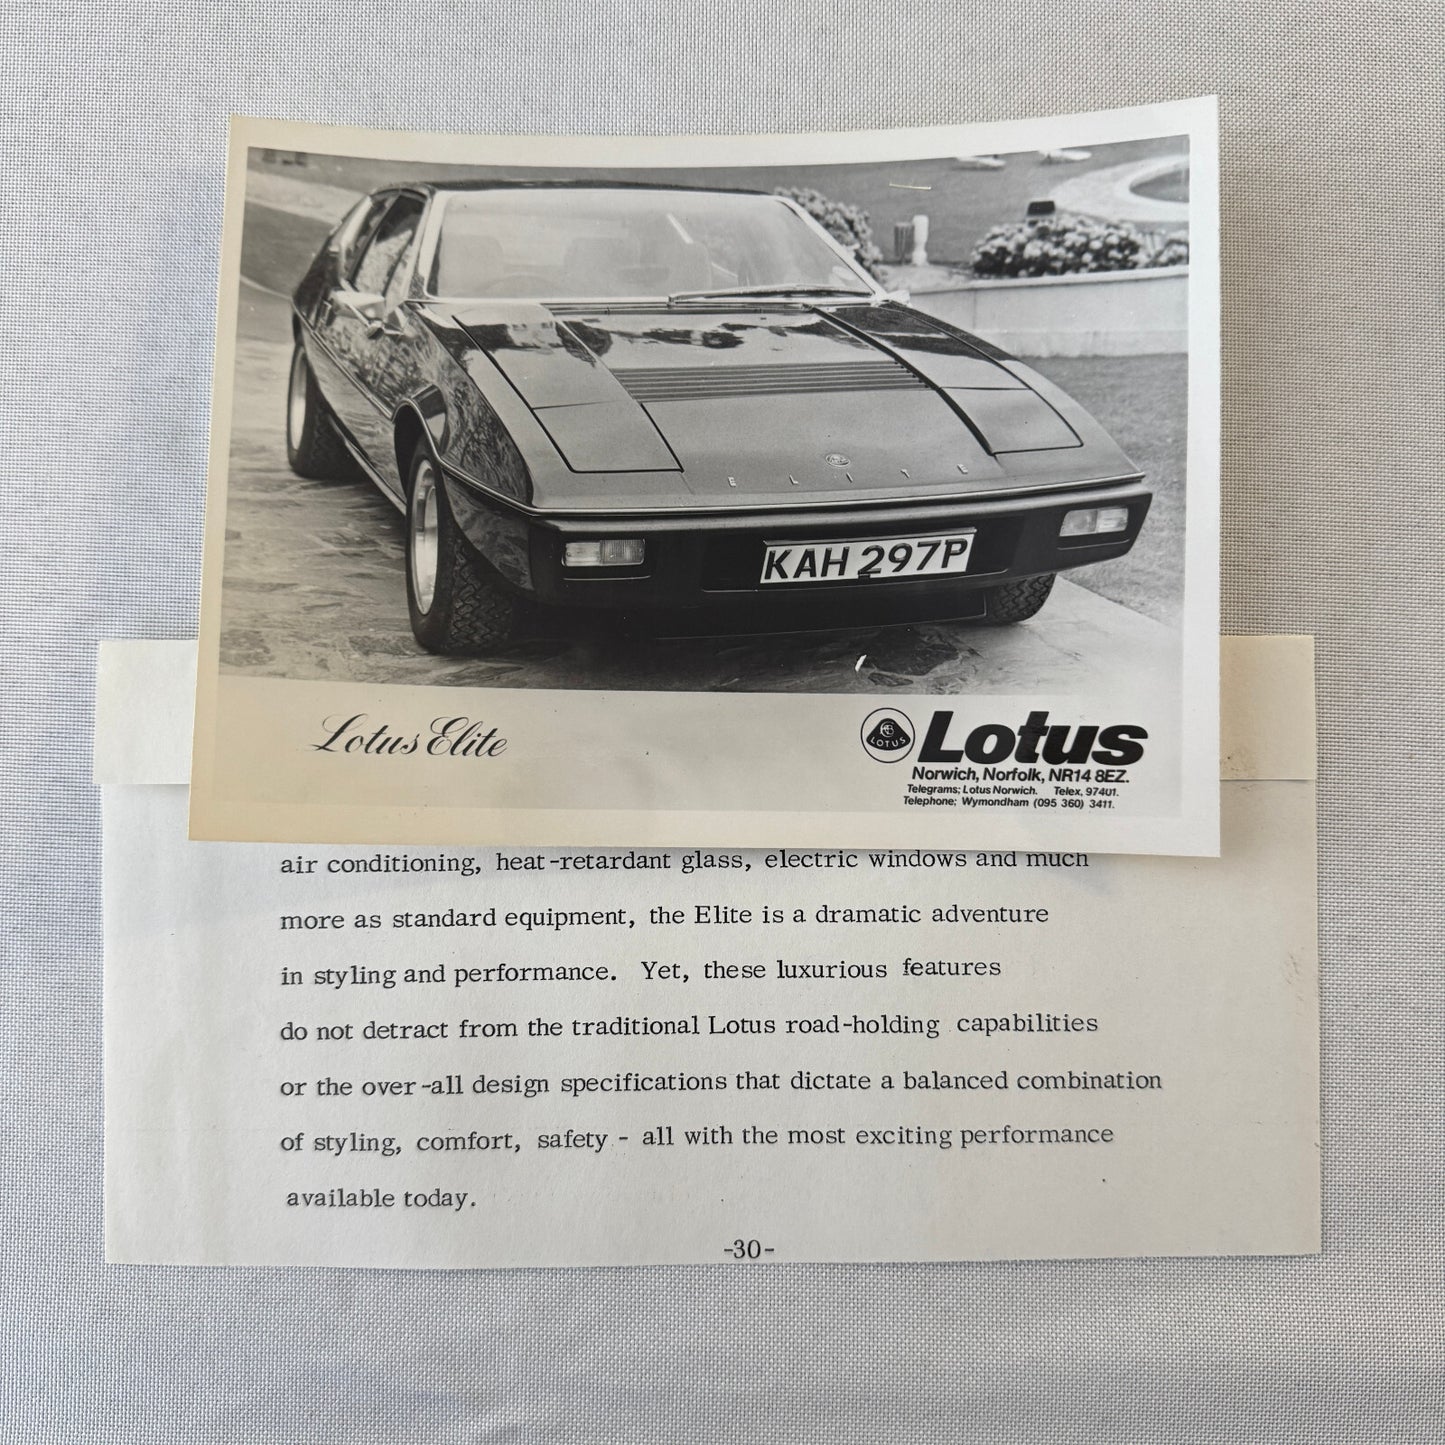 E L I T E
KAH 297P
Lotus Elite
LOTUS
Lotus
Norwich, Norfolk, NR14 8EZ.
Telegrams; Lotus Norwich. Telex, 97401.
Telephone; Wymondham (095 360) 3411.
air conditioning, heat-retardant glass, electric windows and much
more as standard equipment, the Elite is a dramatic adventure
in styling and performance. Yet, these luxurious features
do not detract from the traditional Lotus road-holding capabilities
or the over-all design specifications that dictate a balanced combination
of styling, comfort, safety - all with the most exciting performance
available today.
-30-